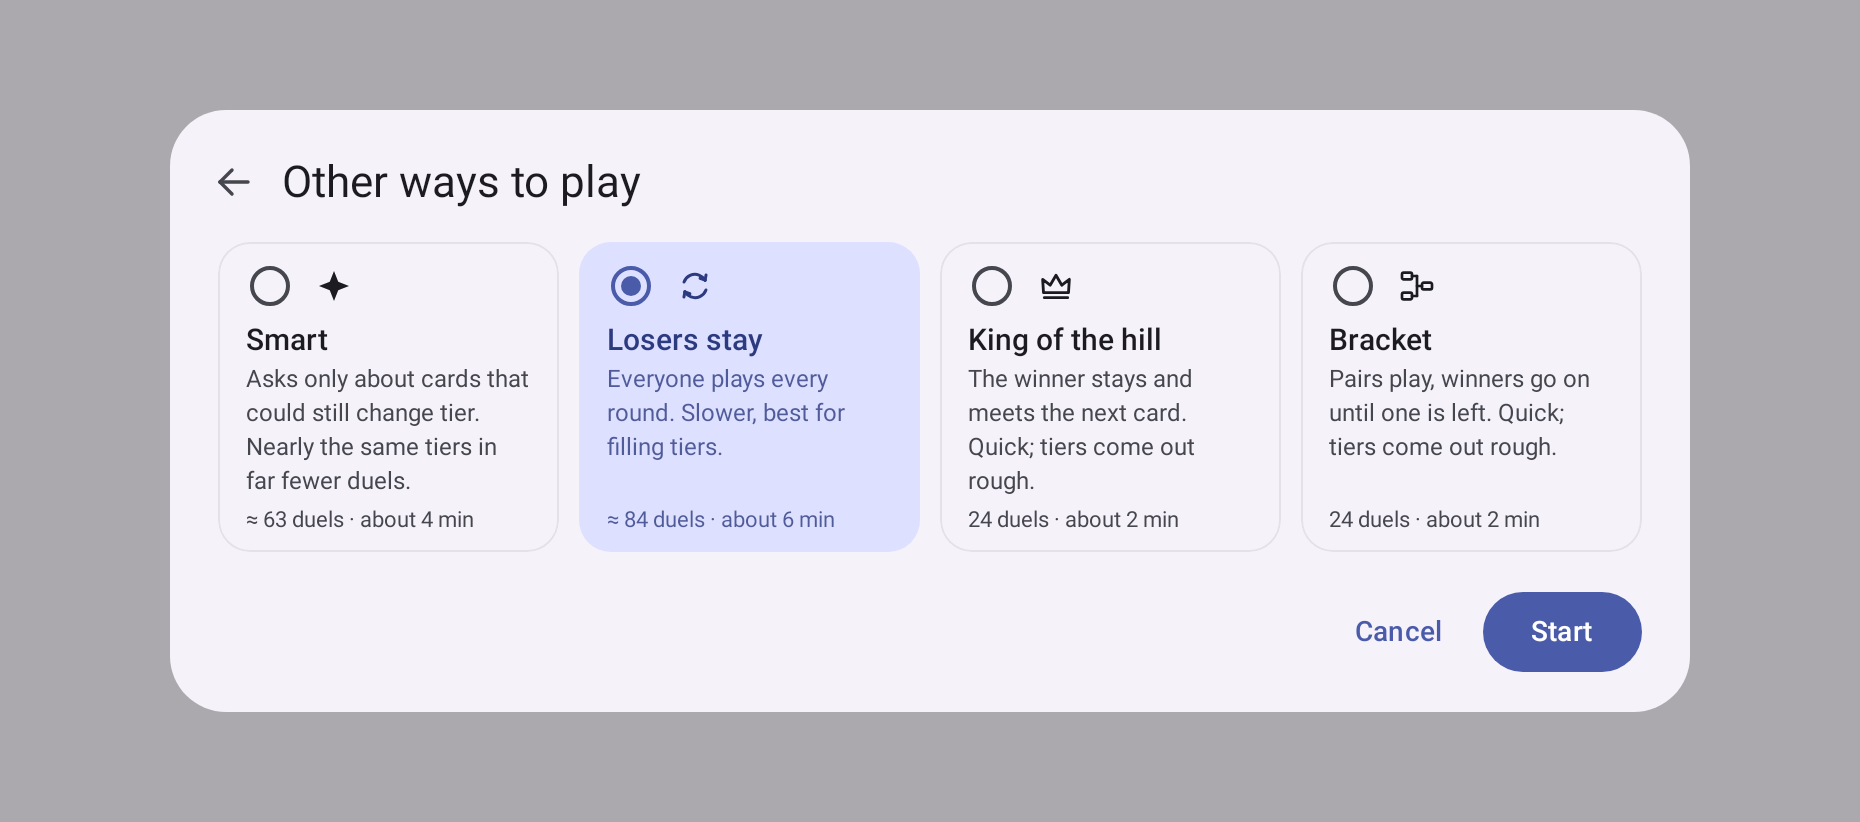 Other ways to play
Smart
Asks only about cards that
could still change tier.
Nearly the same tiers in
far fewer duels.
≈ 63 duels · about 4 min
Losers stay
Everyone plays every
round. Slower, best for
filling tiers.
≈ 84 duels · about 6 min
King of the hill
The winner stays and
meets the next card.
Quick; tiers come out
rough.
24 duels · about 2 min
Bracket
Pairs play, winners go on
until one is left. Quick;
tiers come out rough.
24 duels · about 2 min
Cancel
Start